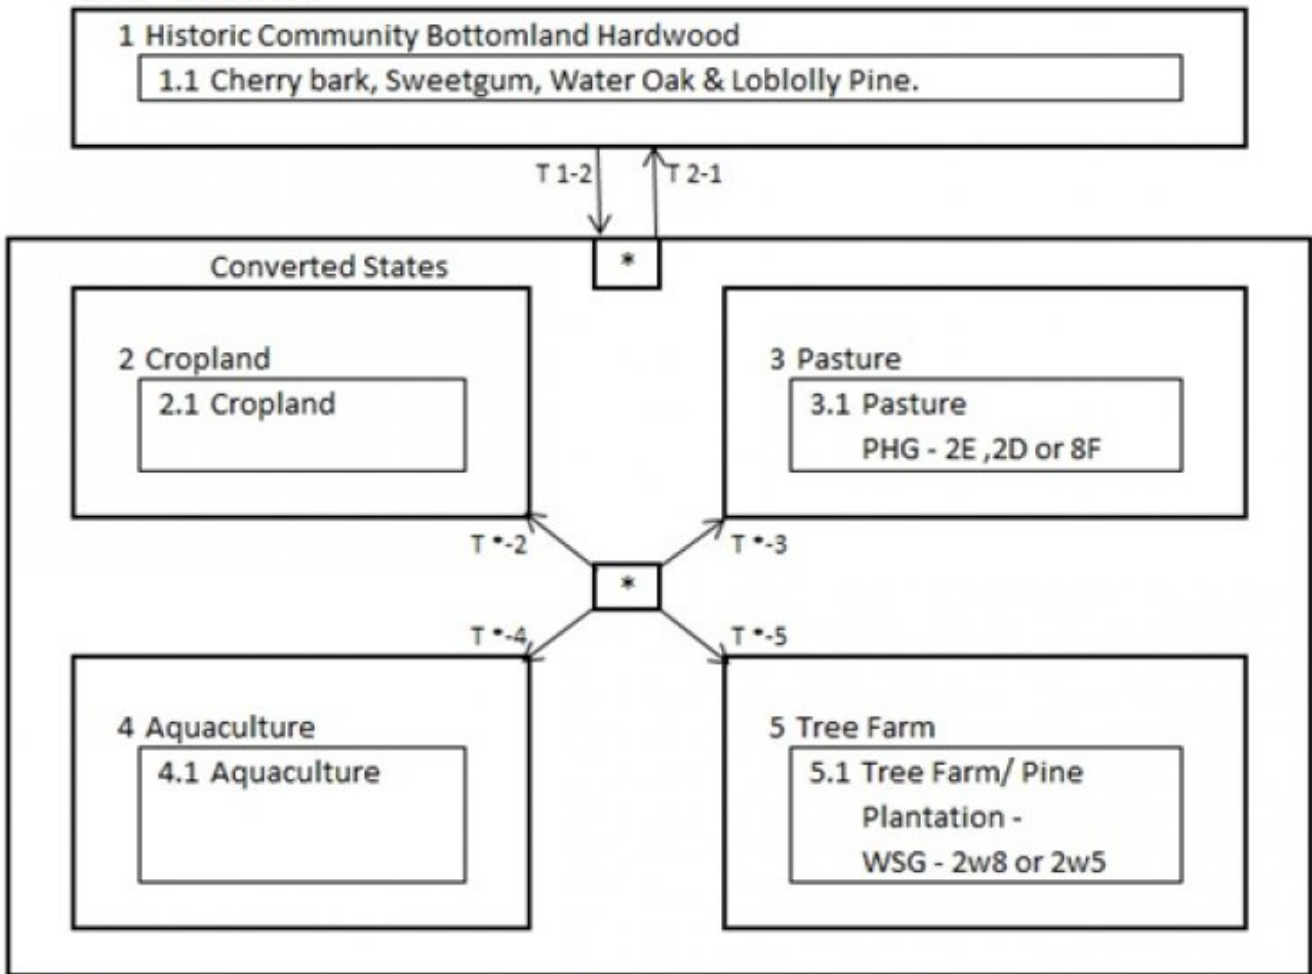 1 Historic Community Bottomland Hardwood
1.1 Cherry bark, Sweetgum, Water Oak & Loblolly Pine.
T 1-2
T 2-1
*
Converted States
2 Cropland
2.1 Cropland
3 Pasture
3.1 Pasture
PHG - 2E ,2D or 8F
T *-2
T *-3
*
T *-4
T *-5
4 Aquaculture
4.1 Aquaculture
5 Tree Farm
5.1 Tree Farm/ Pine
Plantation -
WSG - 2w8 or 2w5